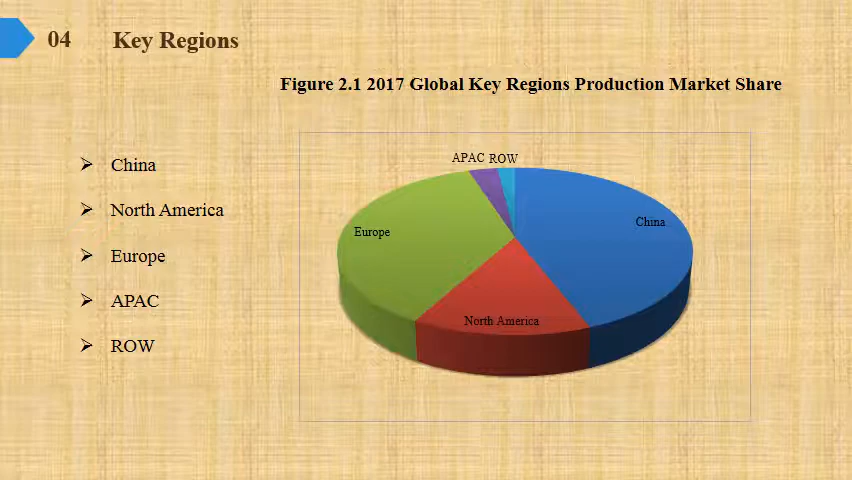 04 Key Regions
Figure 2.1 2017 Global Key Regions Production Market Share
China
North America
Europe
APAC
ROW
APAC ROW
China
Europe
North America